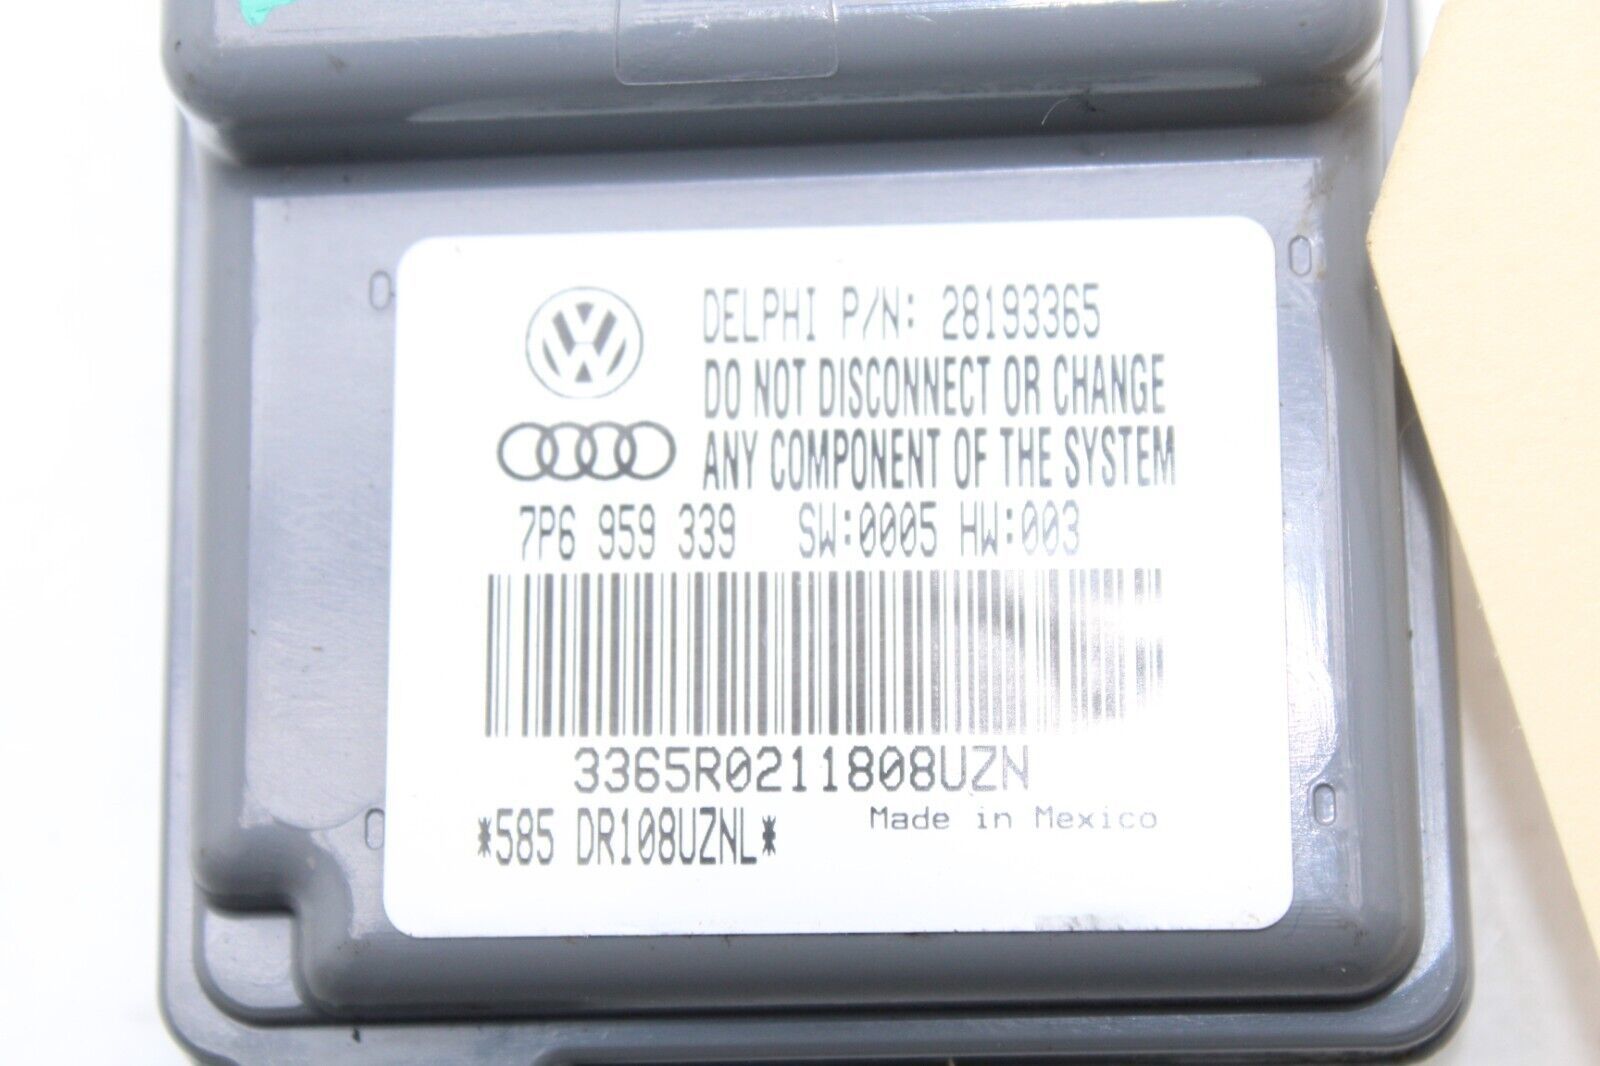 DELPHI P/N: 28193365
DO NOT DISCONNECT OR CHANGE
ANY COMPONENT OF THE SYSTEM
7P6 959 339 SW:0005 HW:003
3365R0211808UZN
*585 DR108UZNL*
Made in Mexico